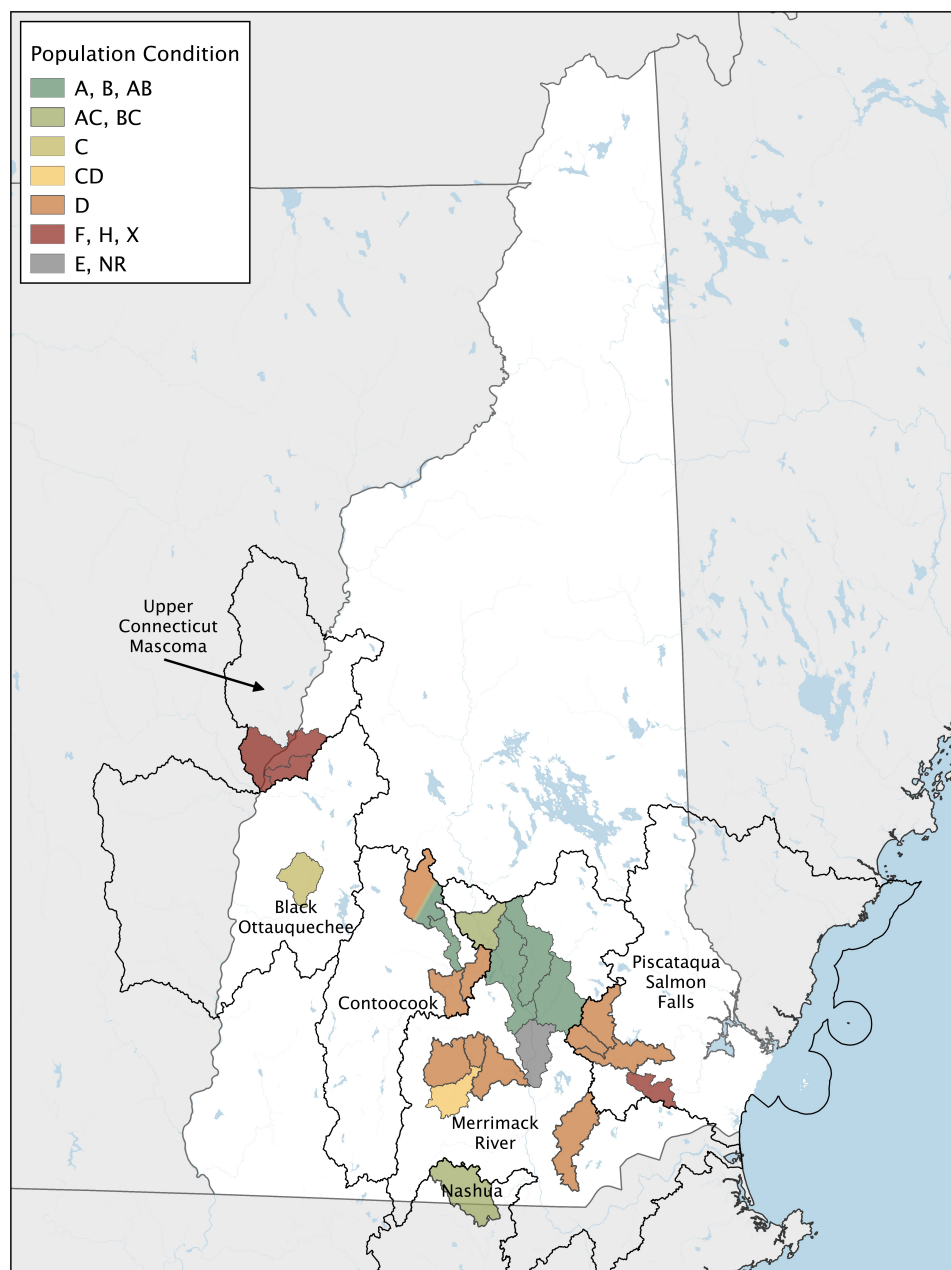 Population Condition
A, B, AB
AC, BC
C
CD
D
F, H, X
E, NR
Upper
Connecticut
Mascoma
Black
Ottauquechee
Piscataqua
Salmon
Falls
Contoocook
Merrimack
River
Nashua